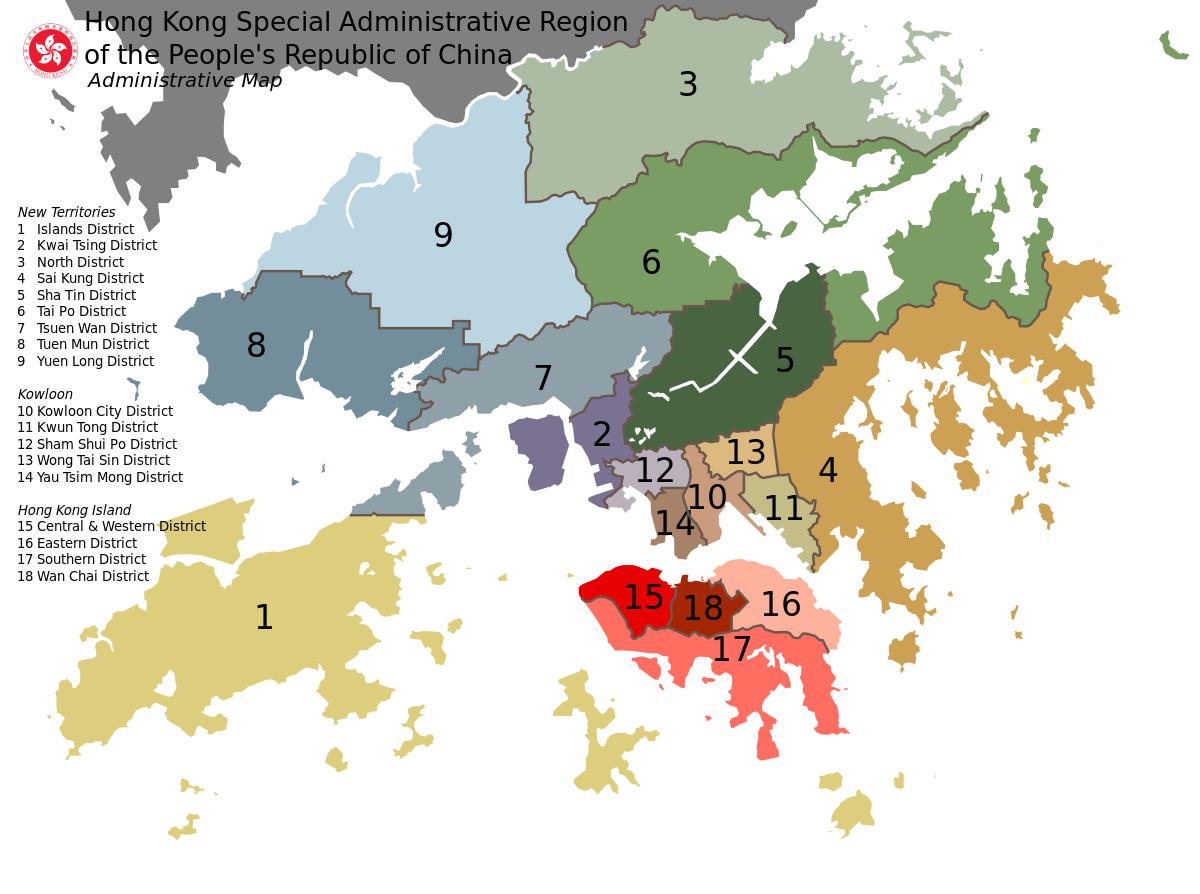 Hong Kong Special Administrative Region
of the People's Republic of China
Administrative Map
New Territories
1 Islands District
2 Kwai Tsing District
3 North District
4 Sai Kung District
5 Sha Tin District
6 Tai Po District
7 Tsuen Wan District
8 Tuen Mun District
9 Yuen Long District
Kowloon
10 Kowloon City District
11 Kwun Tong District
12 Sham Shui Po District
13 Wong Tai Sin District
14 Yau Tsim Mong District
Hong Kong Island
15 Central & Western District
16 Eastern District
17 Southern District
18 Wan Chai District
3
9
6
8
5
7
2
13
12
4
10
11
14
15
18
16
1
17